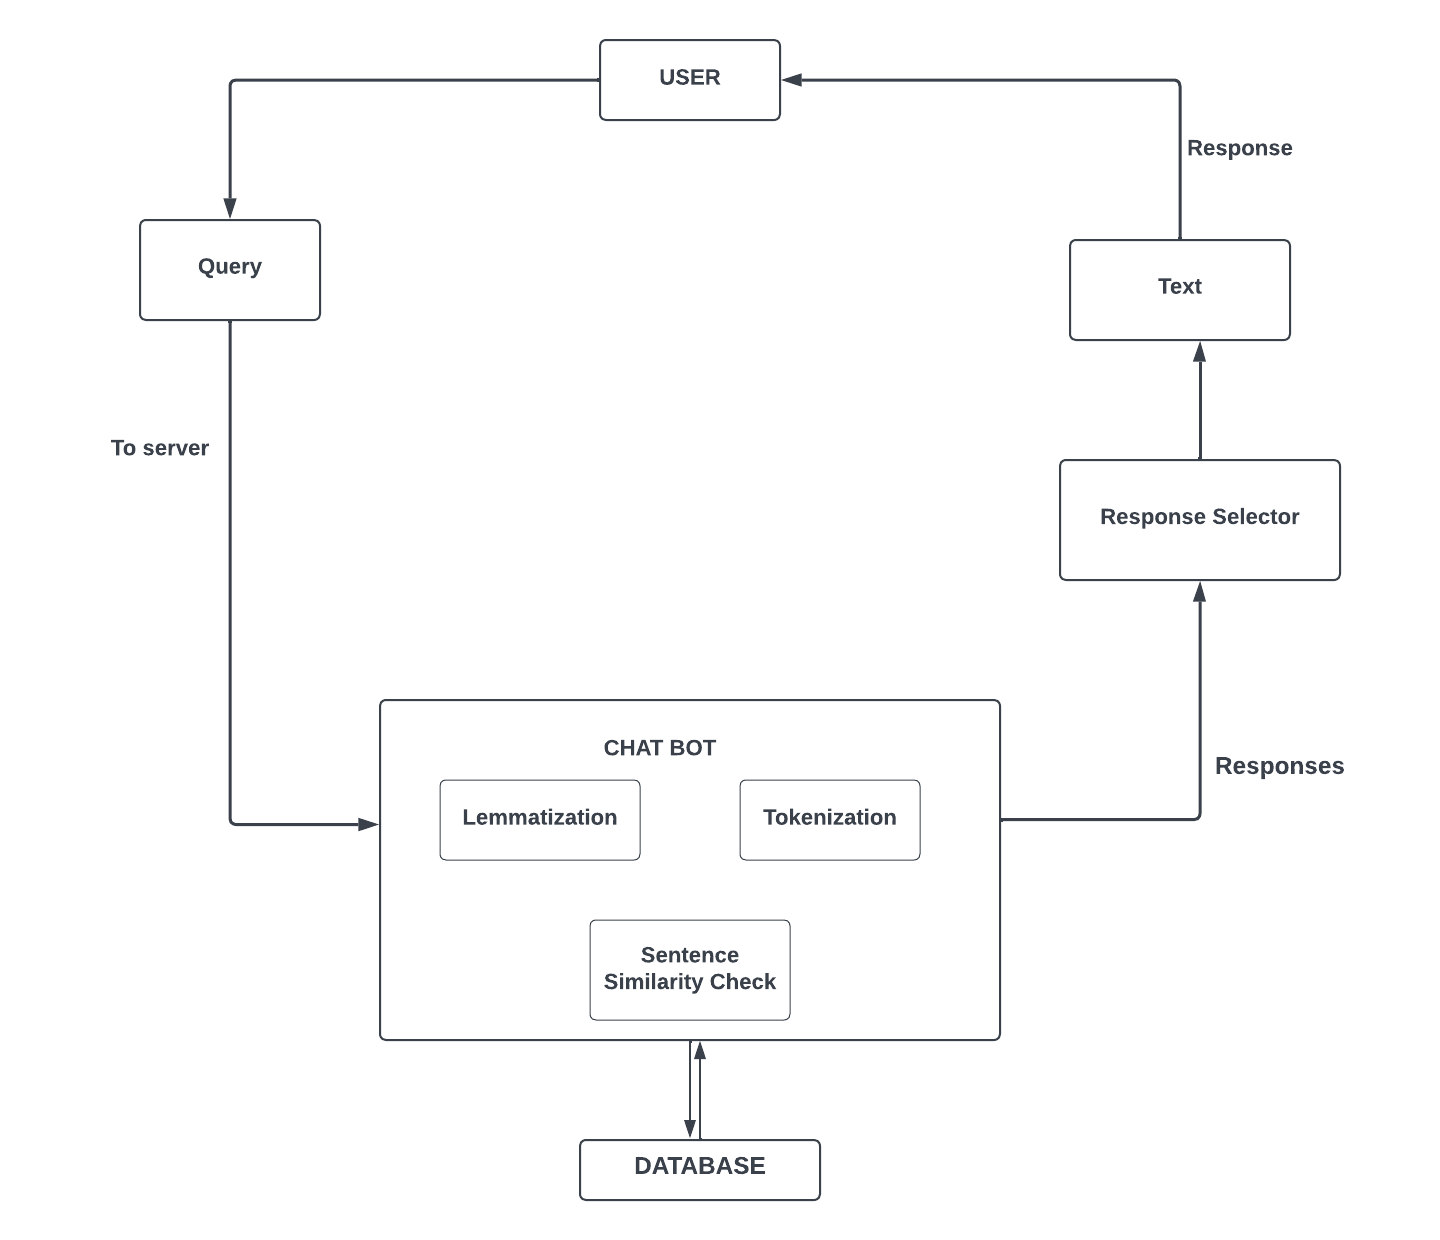 USER
Response
Query
Text
To server
Response Selector
CHAT BOT
Responses
Lemmatization
Tokenization
Sentence
Similarity Check
DATABASE